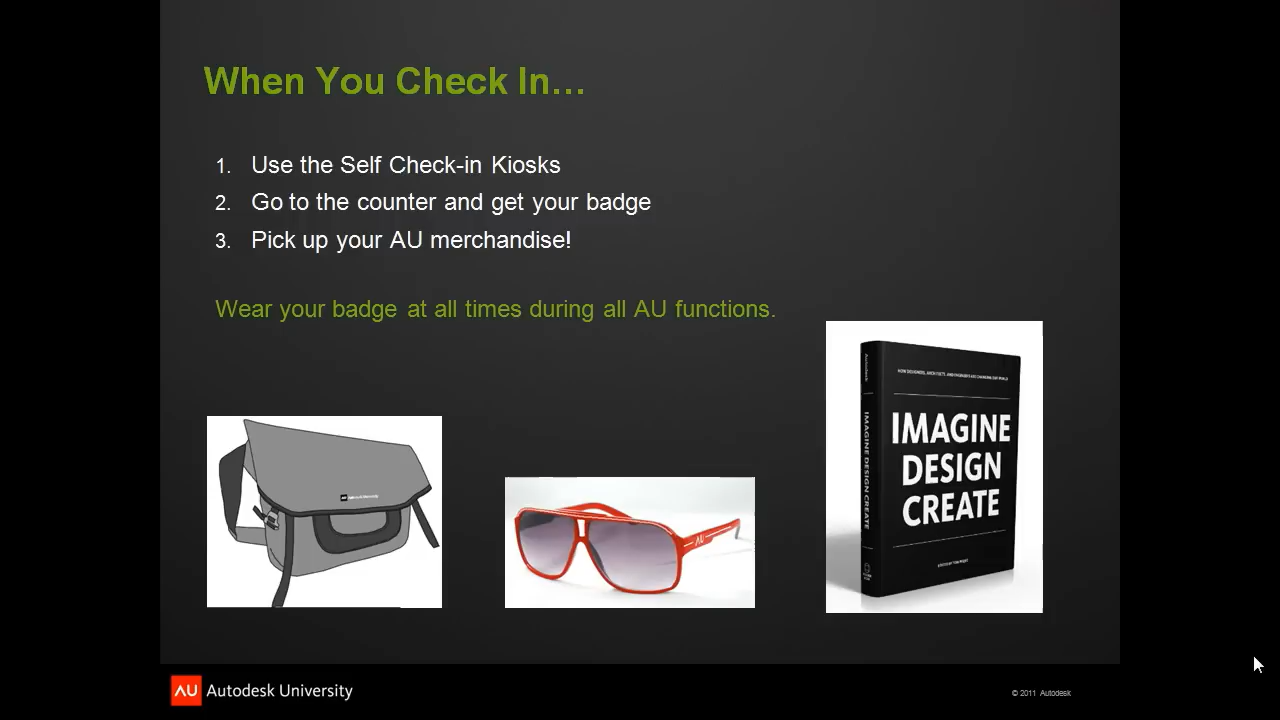 When You Check In…
1. Use the Self Check-in Kiosks
2. Go to the counter and get your badge
3. Pick up your AU merchandise!
Wear your badge at all times during all AU functions.
AU
Autodesk
IMAGINE DESIGN CREATE
IMAGINE
DESIGN
CREATE
AU Autodesk University
© 2011 Autodesk